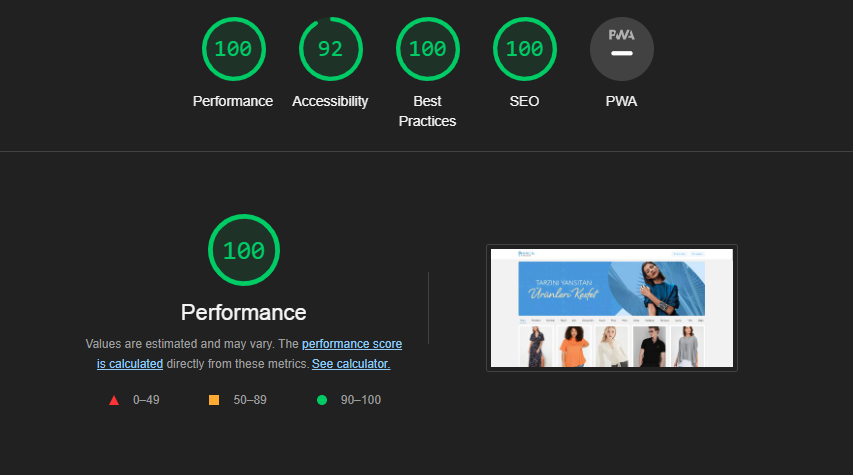 100
92
100
100
PWA
Performance
Accessibility
Best
Practices
SEO
PWA
100
Performance
Values are estimated and may vary. The performance score
is calculated directly from these metrics. See calculator.
0–49
50–89
90–100
TARZINI YANSITAN
Ürünleri Keşfet